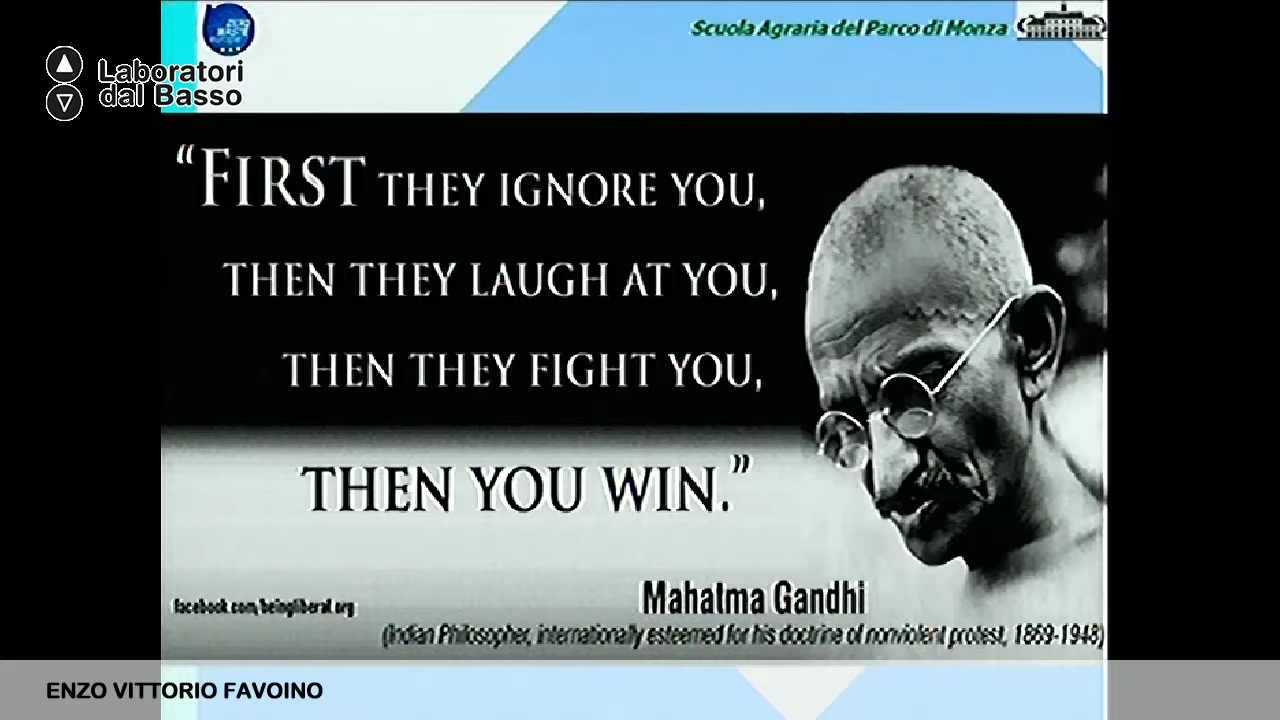 Scuola Agraria del Parco di Monza
Laboratori
dal Basso
“FIRST THEY IGNORE YOU,
THEN THEY LAUGH AT YOU,
THEN THEY FIGHT YOU,
THEN YOU WIN.”
Mahatma Gandhi
facebook.com/beingliberal.org
(Indian Philosopher, internationally esteemed for his doctrine of nonviolent protest, 1869-1948)
ENZO VITTORIO FAVOINO